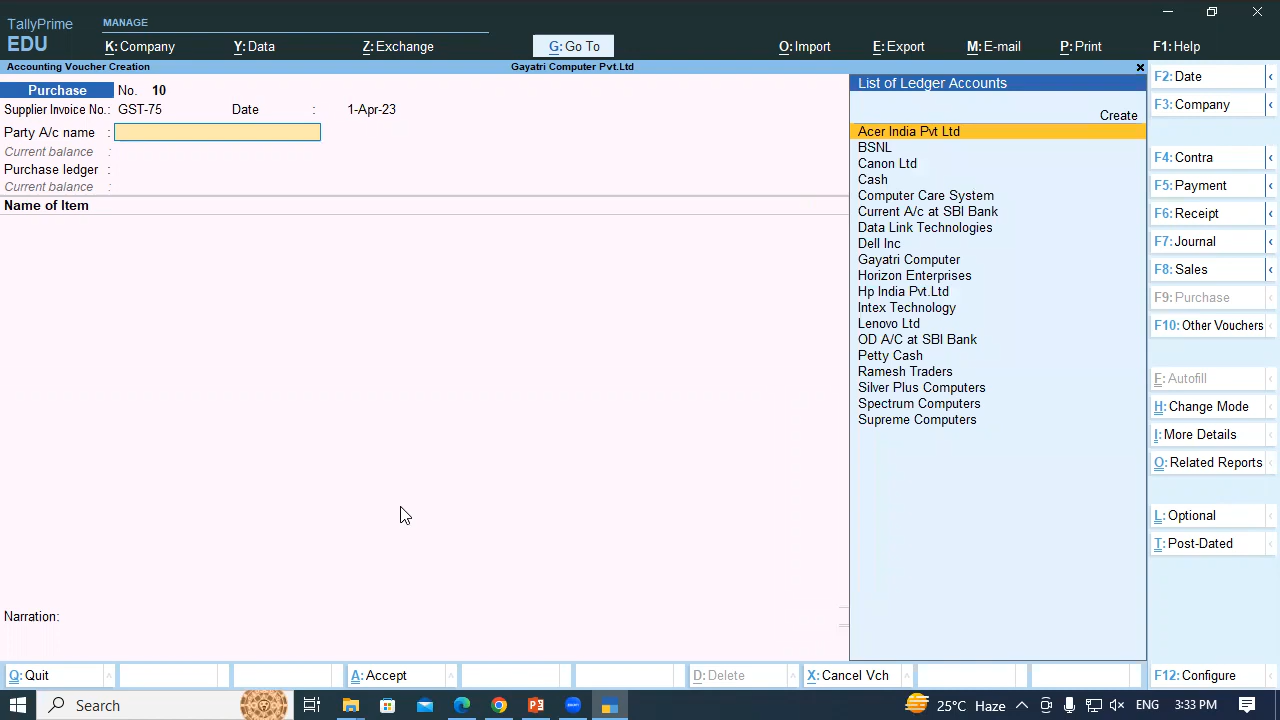 TallyPrime
EDU
MANAGE
K:Company
Y:Data
Z:Exchange
G:Go To
O:Import
E:Export
M:E-mail
P:Print
F1:Help
Accounting Voucher Creation
Gayatri Computer Pvt.Ltd
Purchase No. 10
Supplier Invoice No.: GST-75 Date : 1-Apr-23
Party A/c name :
Current balance :
Purchase ledger :
Current balance :
Name of Item
Narration:
List of Ledger Accounts
Create
Acer India Pvt Ltd
BSNL
Canon Ltd
Cash
Computer Care System
Current A/c at SBI Bank
Data Link Technologies
Dell Inc
Gayatri Computer
Horizon Enterprises
Hp India Pvt.Ltd
Intex Technology
Lenovo Ltd
OD A/C at SBI Bank
Petty Cash
Ramesh Traders
Silver Plus Computers
Spectrum Computers
Supreme Computers
F2: Date
F3: Company
F4: Contra
F5: Payment
F6: Receipt
F7: Journal
F8: Sales
F9: Purchase
F10: Other Vouchers
F: Autofill
H: Change Mode
I: More Details
O: Related Reports
L: Optional
T: Post-Dated
F12: Configure
Q: Quit
A: Accept
D: Delete
X: Cancel Vch
Search
25°C Haze
ENG
3:33 PM